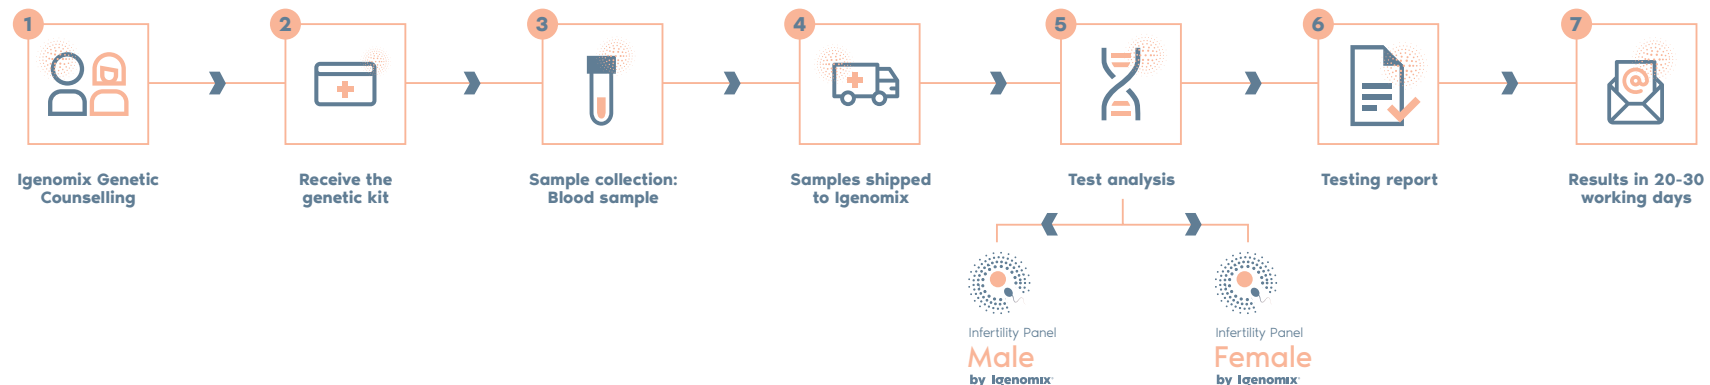 1
2
3
4
5
6
7
@
Igenomix Genetic
Counselling
Receive the
genetic kit
Sample collection:
Blood sample
Samples shipped
to Igenomix
Test analysis
Testing report
Results in 20-30
working days
Infertility Panel
Male
by Igenomix
Infertility Panel
Female
by Igenomix